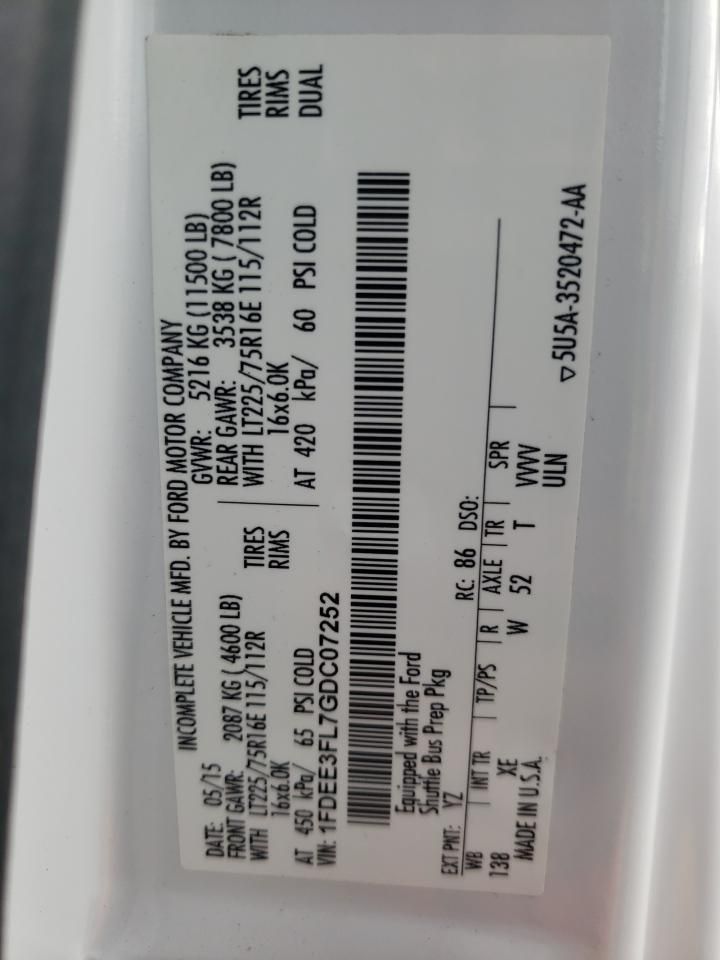 INCOMPLETE VEHICLE MFD. BY FORD MOTOR COMPANY
DATE: 05/15 GVWR: 5216 KG (11500 LB)
FRONT GAWR: 2087 KG ( 4600 LB) REAR GAWR: 3538 KG ( 7800 LB)
WITH LT225/75R16E 115/112R TIRES WITH LT225/75R16E 115/112R TIRES
16x6.0K RIMS 16x6.0K RIMS
AT 450 kPa/ 65 PSI COLD AT 420 kPa/ 60 PSI COLD DUAL
VIN: 1FDEE3FL7GDC07252
Equipped with the Ford
Shuttle Bus Prep Pkg
EXT PNT: YZ RC: 86 DSO:
WB INT TR TP/PS R AXLE TR SPR
138 XE W 52 T VVVV
MADE IN U.S.A. ULN
▽5U5A-3520472-AA